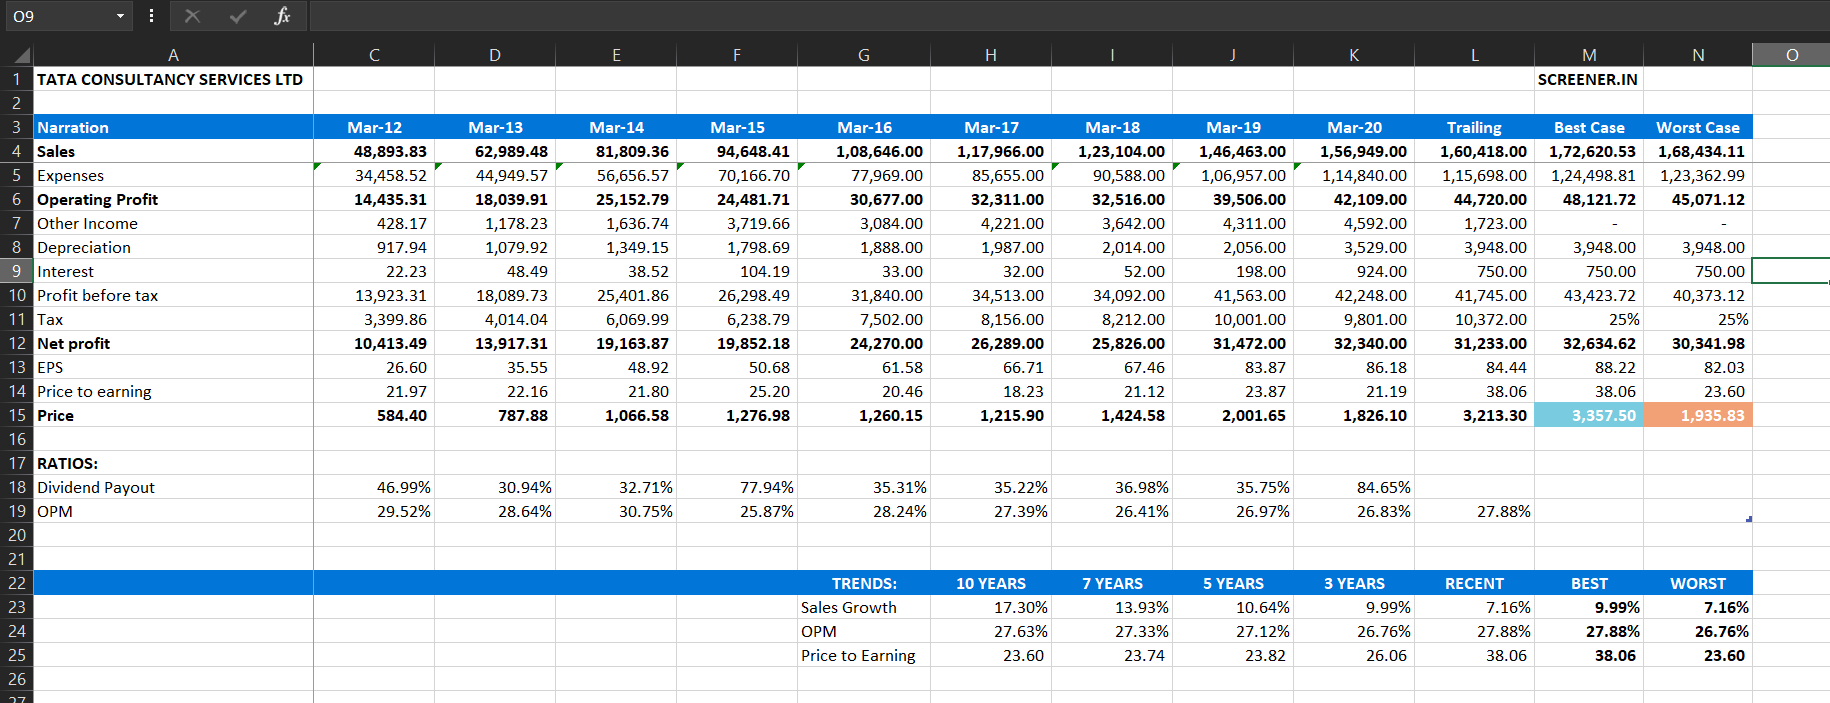 O9 fx
A C D E F G H I J K L M N O
1 TATA CONSULTANCY SERVICES LTD SCREENER.IN
2
3 Narration Mar-12 Mar-13 Mar-14 Mar-15 Mar-16 Mar-17 Mar-18 Mar-19 Mar-20 Trailing Best Case Worst Case
4 Sales 48,893.83 62,989.48 81,809.36 94,648.41 1,08,646.00 1,17,966.00 1,23,104.00 1,46,463.00 1,56,949.00 1,60,418.00 1,72,620.53 1,68,434.11
5 Expenses 34,458.52 44,949.57 56,656.57 70,166.70 77,969.00 85,655.00 90,588.00 1,06,957.00 1,14,840.00 1,15,698.00 1,24,498.81 1,23,362.99
6 Operating Profit 14,435.31 18,039.91 25,152.79 24,481.71 30,677.00 32,311.00 32,516.00 39,506.00 42,109.00 44,720.00 48,121.72 45,071.12
7 Other Income 428.17 1,178.23 1,636.74 3,719.66 3,084.00 4,221.00 3,642.00 4,311.00 4,592.00 1,723.00 - -
8 Depreciation 917.94 1,079.92 1,349.15 1,798.69 1,888.00 1,987.00 2,014.00 2,056.00 3,529.00 3,948.00 3,948.00 3,948.00
9 Interest 22.23 48.49 38.52 104.19 33.00 32.00 52.00 198.00 924.00 750.00 750.00 750.00
10 Profit before tax 13,923.31 18,089.73 25,401.86 26,298.49 31,840.00 34,513.00 34,092.00 41,563.00 42,248.00 41,745.00 43,423.72 40,373.12
11 Tax 3,399.86 4,014.04 6,069.99 6,238.79 7,502.00 8,156.00 8,212.00 10,001.00 9,801.00 10,372.00 25% 25%
12 Net profit 10,413.49 13,917.31 19,163.87 19,852.18 24,270.00 26,289.00 25,826.00 31,472.00 32,340.00 31,233.00 32,634.62 30,341.98
13 EPS 26.60 35.55 48.92 50.68 61.58 66.71 67.46 83.87 86.18 84.44 88.22 82.03
14 Price to earning 21.97 22.16 21.80 25.20 20.46 18.23 21.12 23.87 21.19 38.06 38.06 23.60
15 Price 584.40 787.88 1,066.58 1,276.98 1,260.15 1,215.90 1,424.58 2,001.65 1,826.10 3,213.30 3,357.50 1,935.83
16
17 RATIOS:
18 Dividend Payout 46.99% 30.94% 32.71% 77.94% 35.31% 35.22% 36.98% 35.75% 84.65%
19 OPM 29.52% 28.64% 30.75% 25.87% 28.24% 27.39% 26.41% 26.97% 26.83% 27.88%
20
21
22 TRENDS: 10 YEARS 7 YEARS 5 YEARS 3 YEARS RECENT BEST WORST
23 Sales Growth 17.30% 13.93% 10.64% 9.99% 7.16% 9.99% 7.16%
24 OPM 27.63% 27.33% 27.12% 26.76% 27.88% 27.88% 26.76%
25 Price to Earning 23.60 23.74 23.82 26.06 38.06 38.06 23.60
26
27